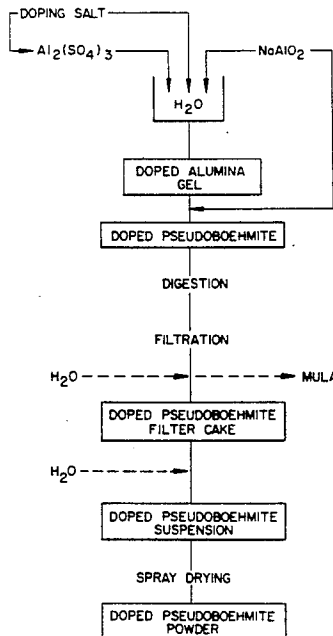 DOPING SALT
Al2(SO4)3
NaAlO2
H2O
DOPED ALUMINA
GEL
DOPED PSEUDOBOEHMITE
DIGESTION
FILTRATION
H2O
MULA
DOPED PSEUDOBOEHMITE
FILTER CAKE
H2O
DOPED PSEUDOBOEHMITE
SUSPENSION
SPRAY DRYING
DOPED PSEUDOBOEHMITE
POWDER